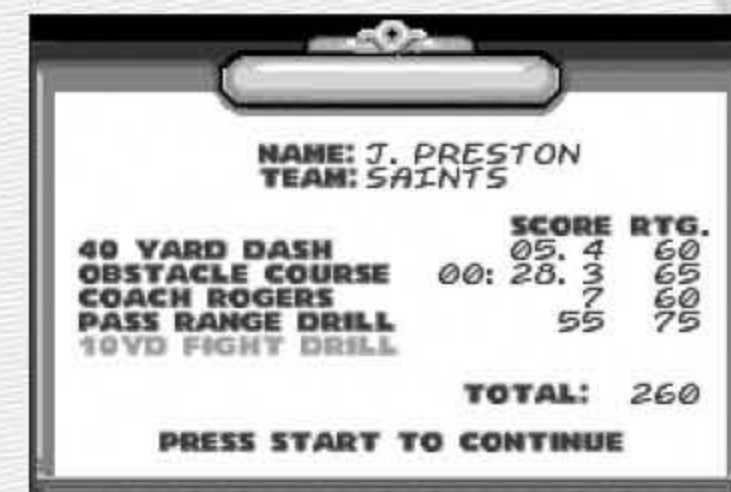 NAME: J. PRESTON
TEAM: SAINTS
SCORE RTG.
40 YARD DASH 05. 4 60
OBSTACLE COURSE 00: 28. 3 65
COACH ROGERS 7 60
PASS RANGE DRILL 55 75
10YD FIGHT DRILL
TOTAL: 260
PRESS START TO CONTINUE